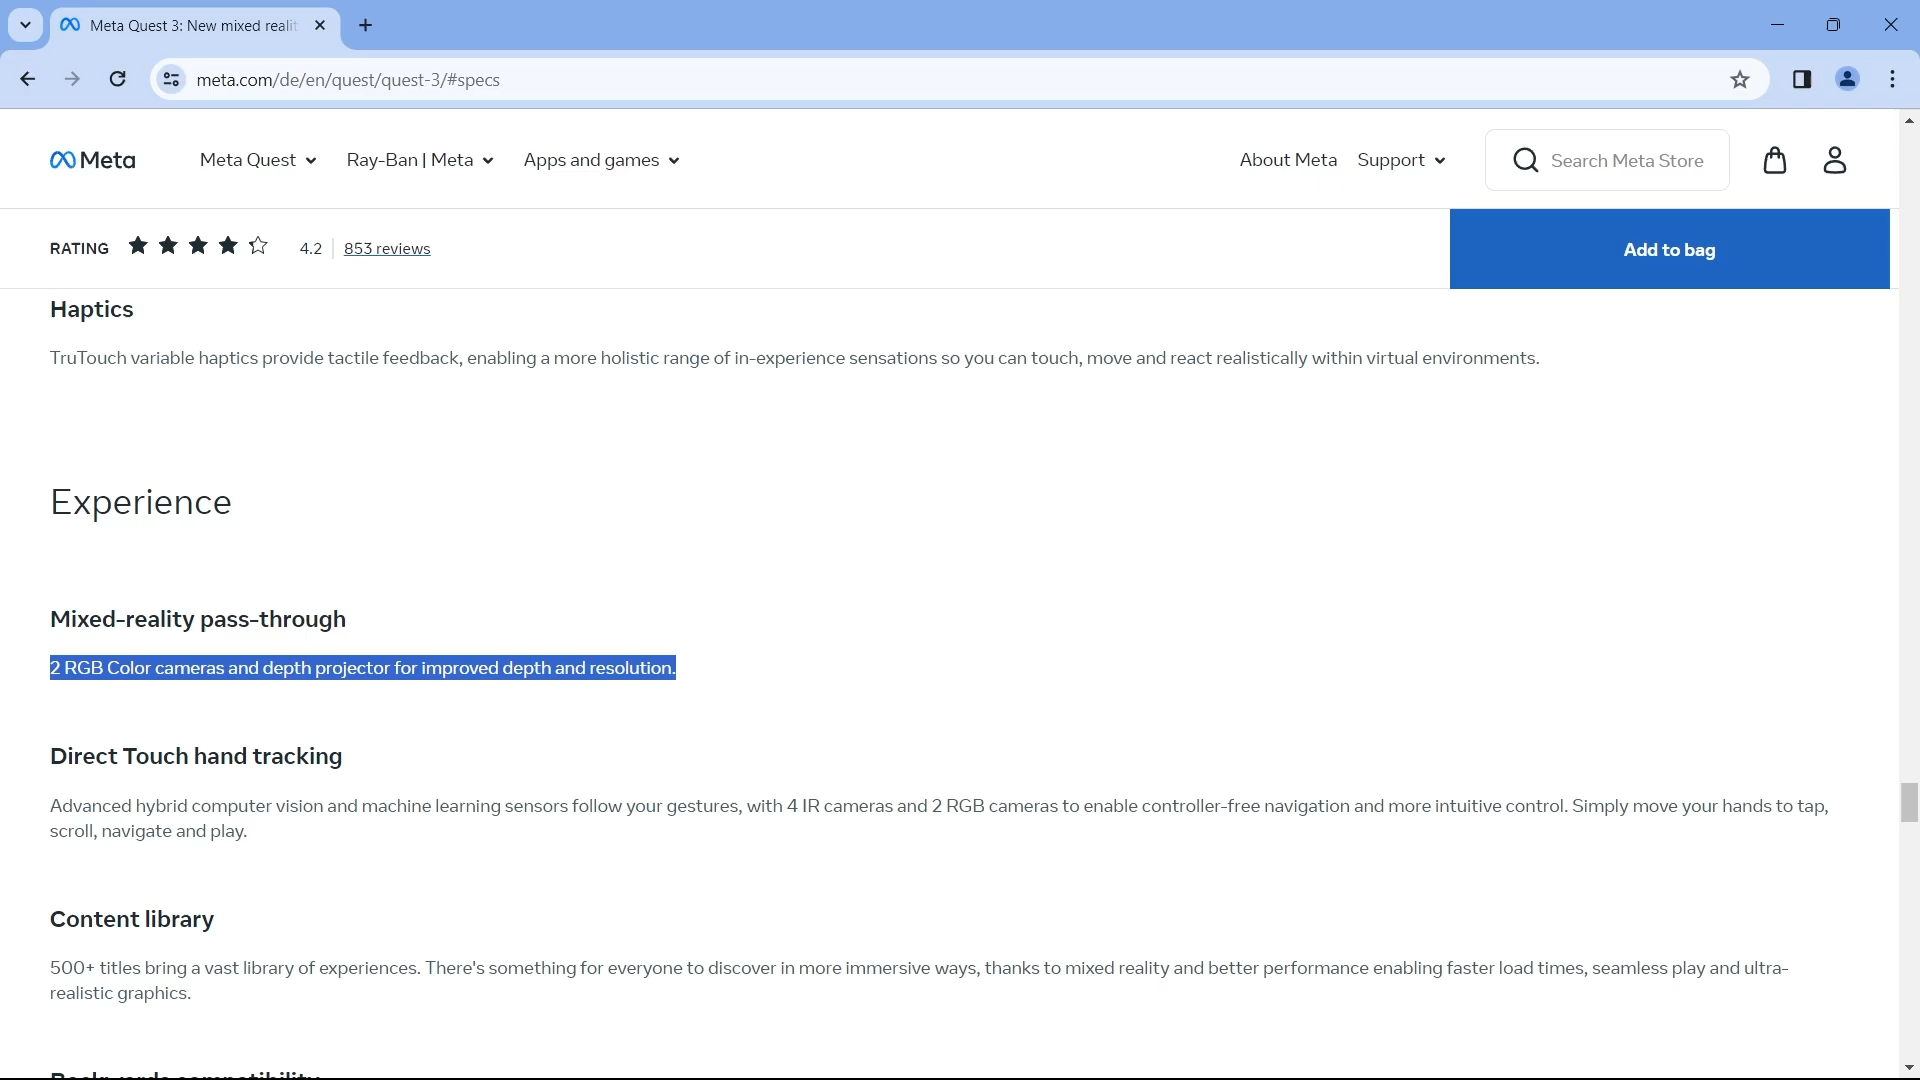 Meta Quest 3: New mixed realit
meta.com/de/en/quest/quest-3/#specs
Meta Meta Quest Ray-Ban | Meta Apps and games About Meta Support Search Meta Store
RATING 4.2 853 reviews Add to bag
Haptics
TruTouch variable haptics provide tactile feedback, enabling a more holistic range of in-experience sensations so you can touch, move and react realistically within virtual environments.
Experience
Mixed-reality pass-through
2 RGB Color cameras and depth projector for improved depth and resolution.
Direct Touch hand tracking
Advanced hybrid computer vision and machine learning sensors follow your gestures, with 4 IR cameras and 2 RGB cameras to enable controller-free navigation and more intuitive control. Simply move your hands to tap,
scroll, navigate and play.
Content library
500+ titles bring a vast library of experiences. There's something for everyone to discover in more immersive ways, thanks to mixed reality and better performance enabling faster load times, seamless play and ultra-
realistic graphics.